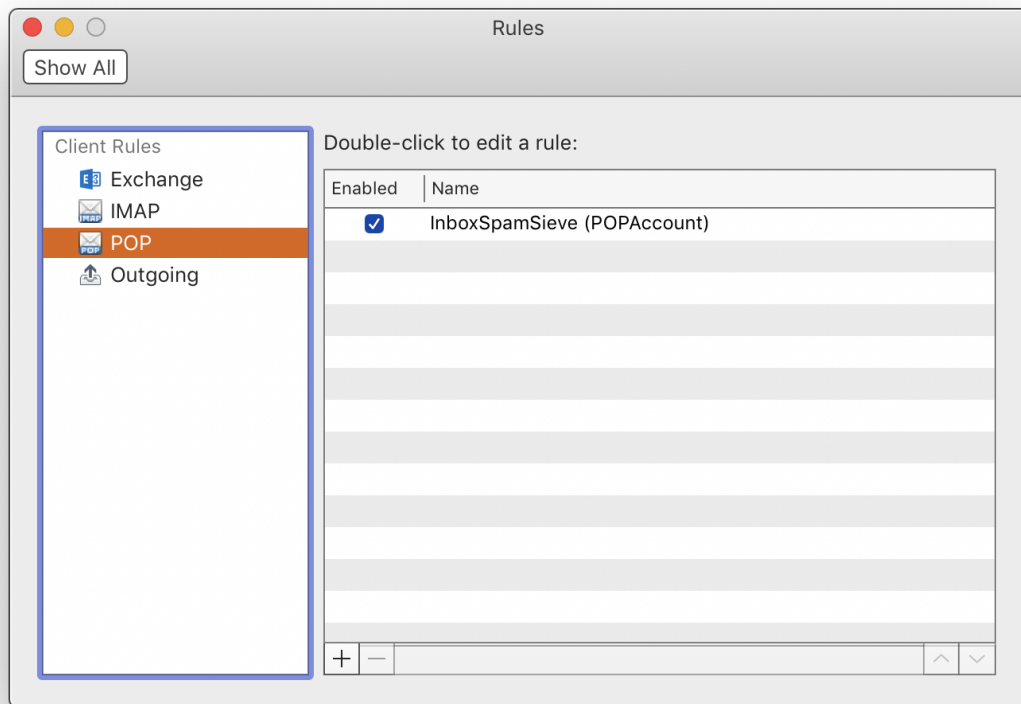 Rules
Show All
Client Rules
Exchange
IMAP
POP
Outgoing
Double-click to edit a rule:
Enabled Name
InboxSpamSieve (POPAccount)